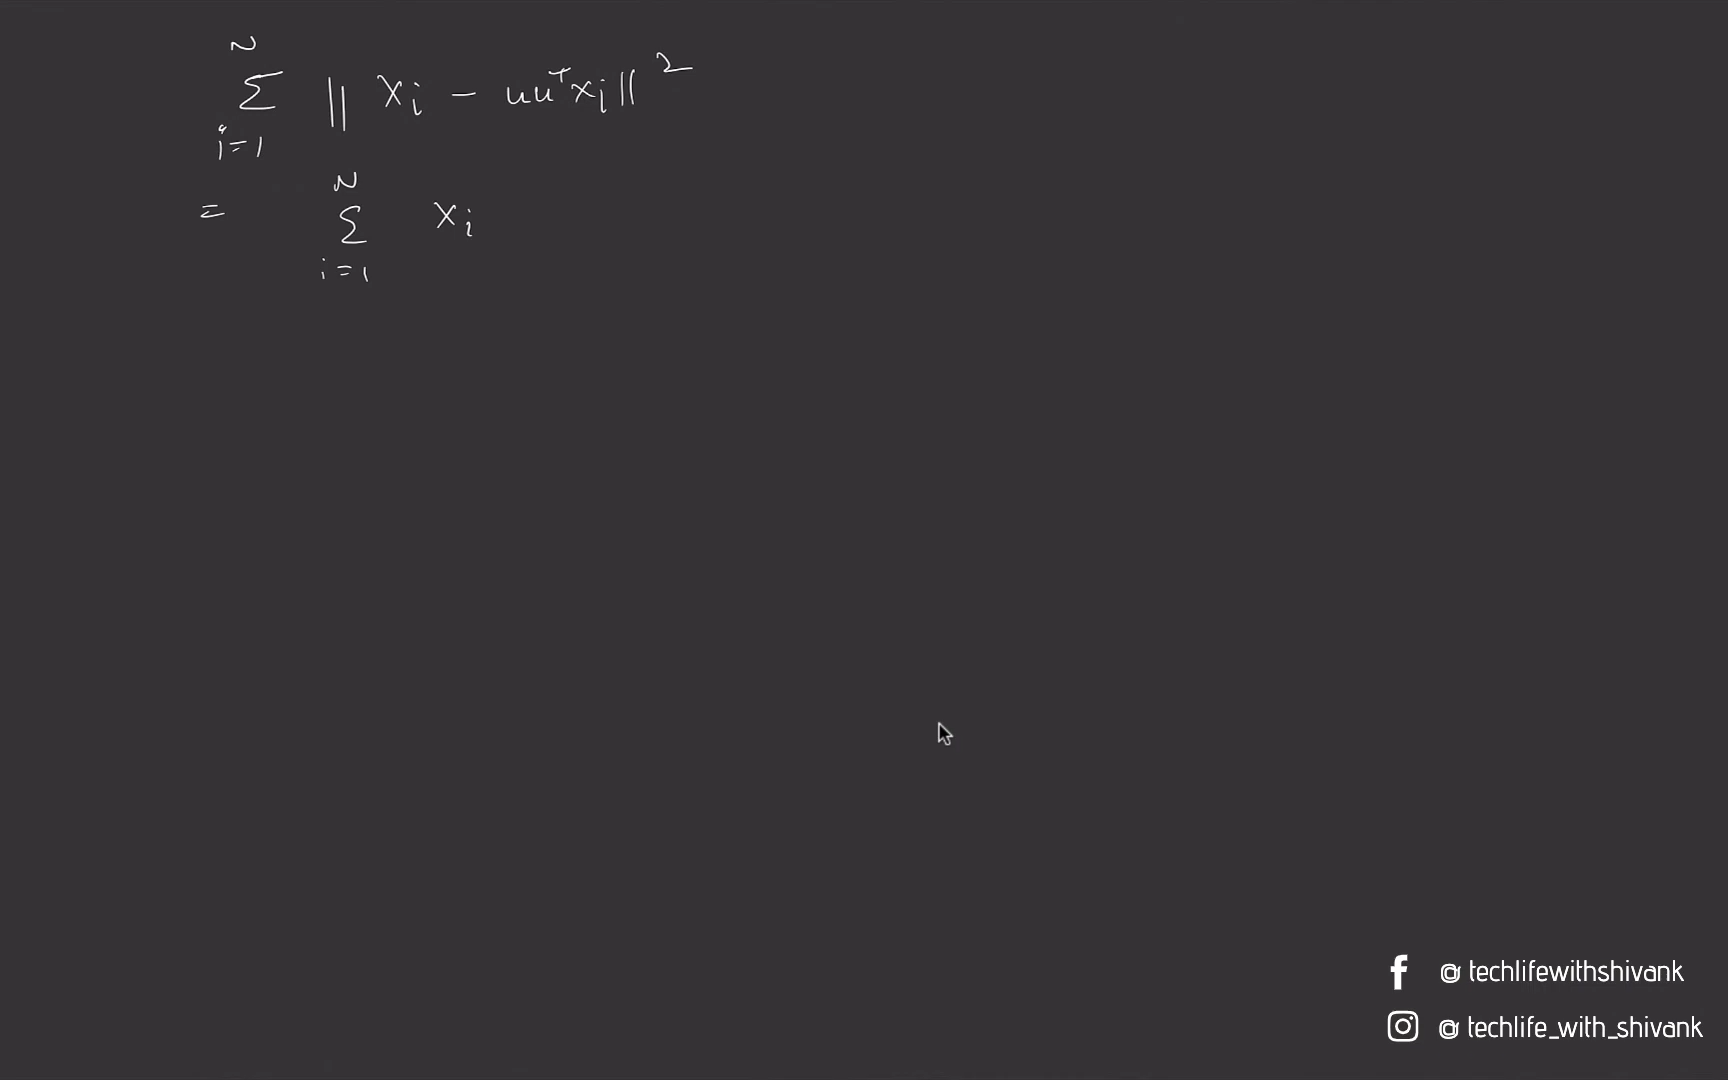 N
Σ || xᵢ - uuᵀxᵢ ||²
i=1
N
= Σ xᵢ
i=1
@ techlifewithshivank
@ techlife_with_shivank